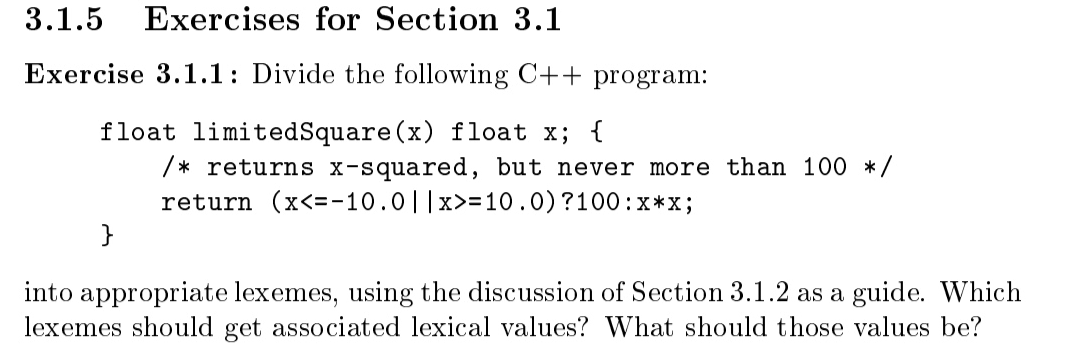 3.1.5 Exercises for Section 3.1
Exercise 3.1.1: Divide the following C++ program:
float limitedSquare(x) float x; {
/* returns x-squared, but never more than 100 */
return (x<=-10.0||x>=10.0)?100:x*x;
}
into appropriate lexemes, using the discussion of Section 3.1.2 as a guide. Which
lexemes should get associated lexical values? What should those values be?